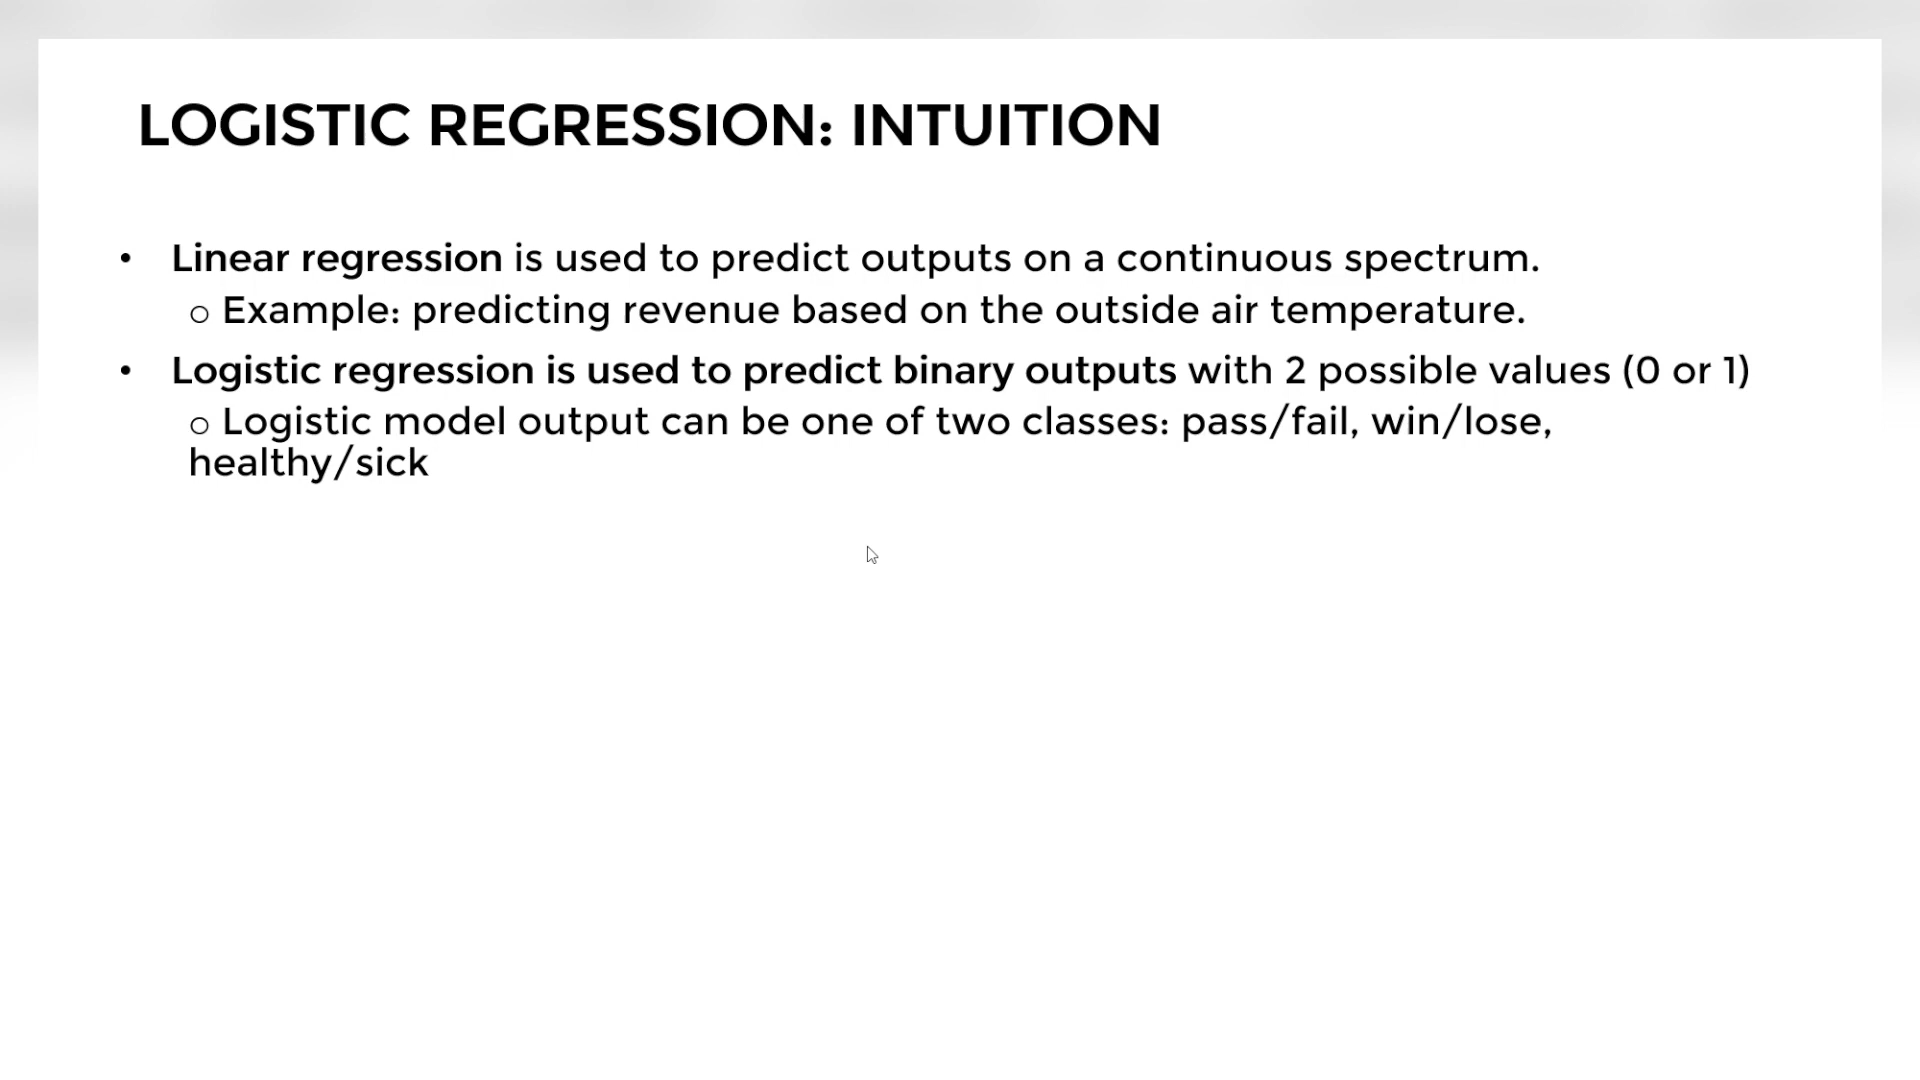 LOGISTIC REGRESSION: INTUITION
• Linear regression is used to predict outputs on a continuous spectrum.
o Example: predicting revenue based on the outside air temperature.
• Logistic regression is used to predict binary outputs with 2 possible values (0 or 1)
o Logistic model output can be one of two classes: pass/fail, win/lose,
healthy/sick